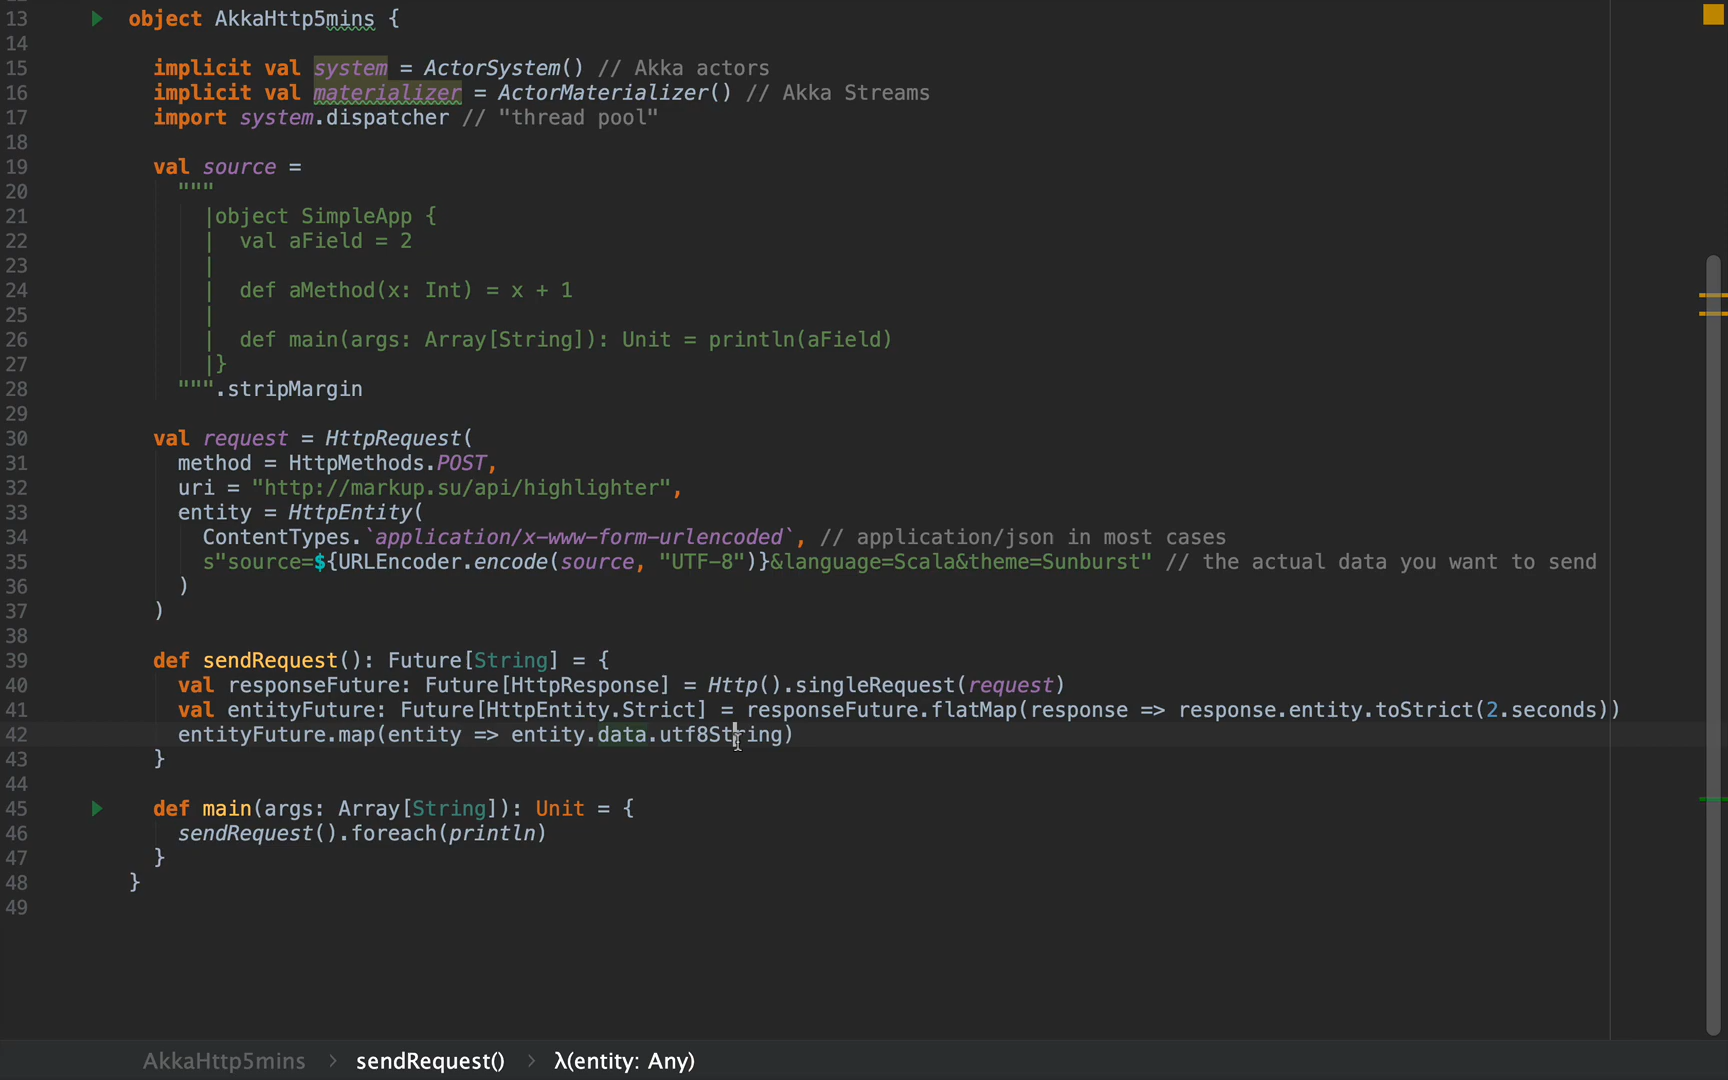 13 object AkkaHttp5mins {
14
15 implicit val system = ActorSystem() // Akka actors
16 implicit val materializer = ActorMaterializer() // Akka Streams
17 import system.dispatcher // "thread pool"
18
19 val source =
20 """
21 |object SimpleApp {
22 | val aField = 2
23 |
24 | def aMethod(x: Int) = x + 1
25 |
26 | def main(args: Array[String]): Unit = println(aField)
27 |}
28 """.stripMargin
29
30 val request = HttpRequest(
31 method = HttpMethods.POST,
32 uri = "http://markup.su/api/highlighter",
33 entity = HttpEntity(
34 ContentTypes.`application/x-www-form-urlencoded`, // application/json in most cases
35 s"source=${URLEncoder.encode(source, "UTF-8")}&language=Scala&theme=Sunburst" // the actual data you want to send
36 )
37 )
38
39 def sendRequest(): Future[String] = {
40 val responseFuture: Future[HttpResponse] = Http().singleRequest(request)
41 val entityFuture: Future[HttpEntity.Strict] = responseFuture.flatMap(response => response.entity.toStrict(2.seconds))
42 entityFuture.map(entity => entity.data.utf8String)
43 }
44
45 def main(args: Array[String]): Unit = {
46 sendRequest().foreach(println)
47 }
48 }
49
AkkaHttp5mins > sendRequest() > λ(entity: Any)